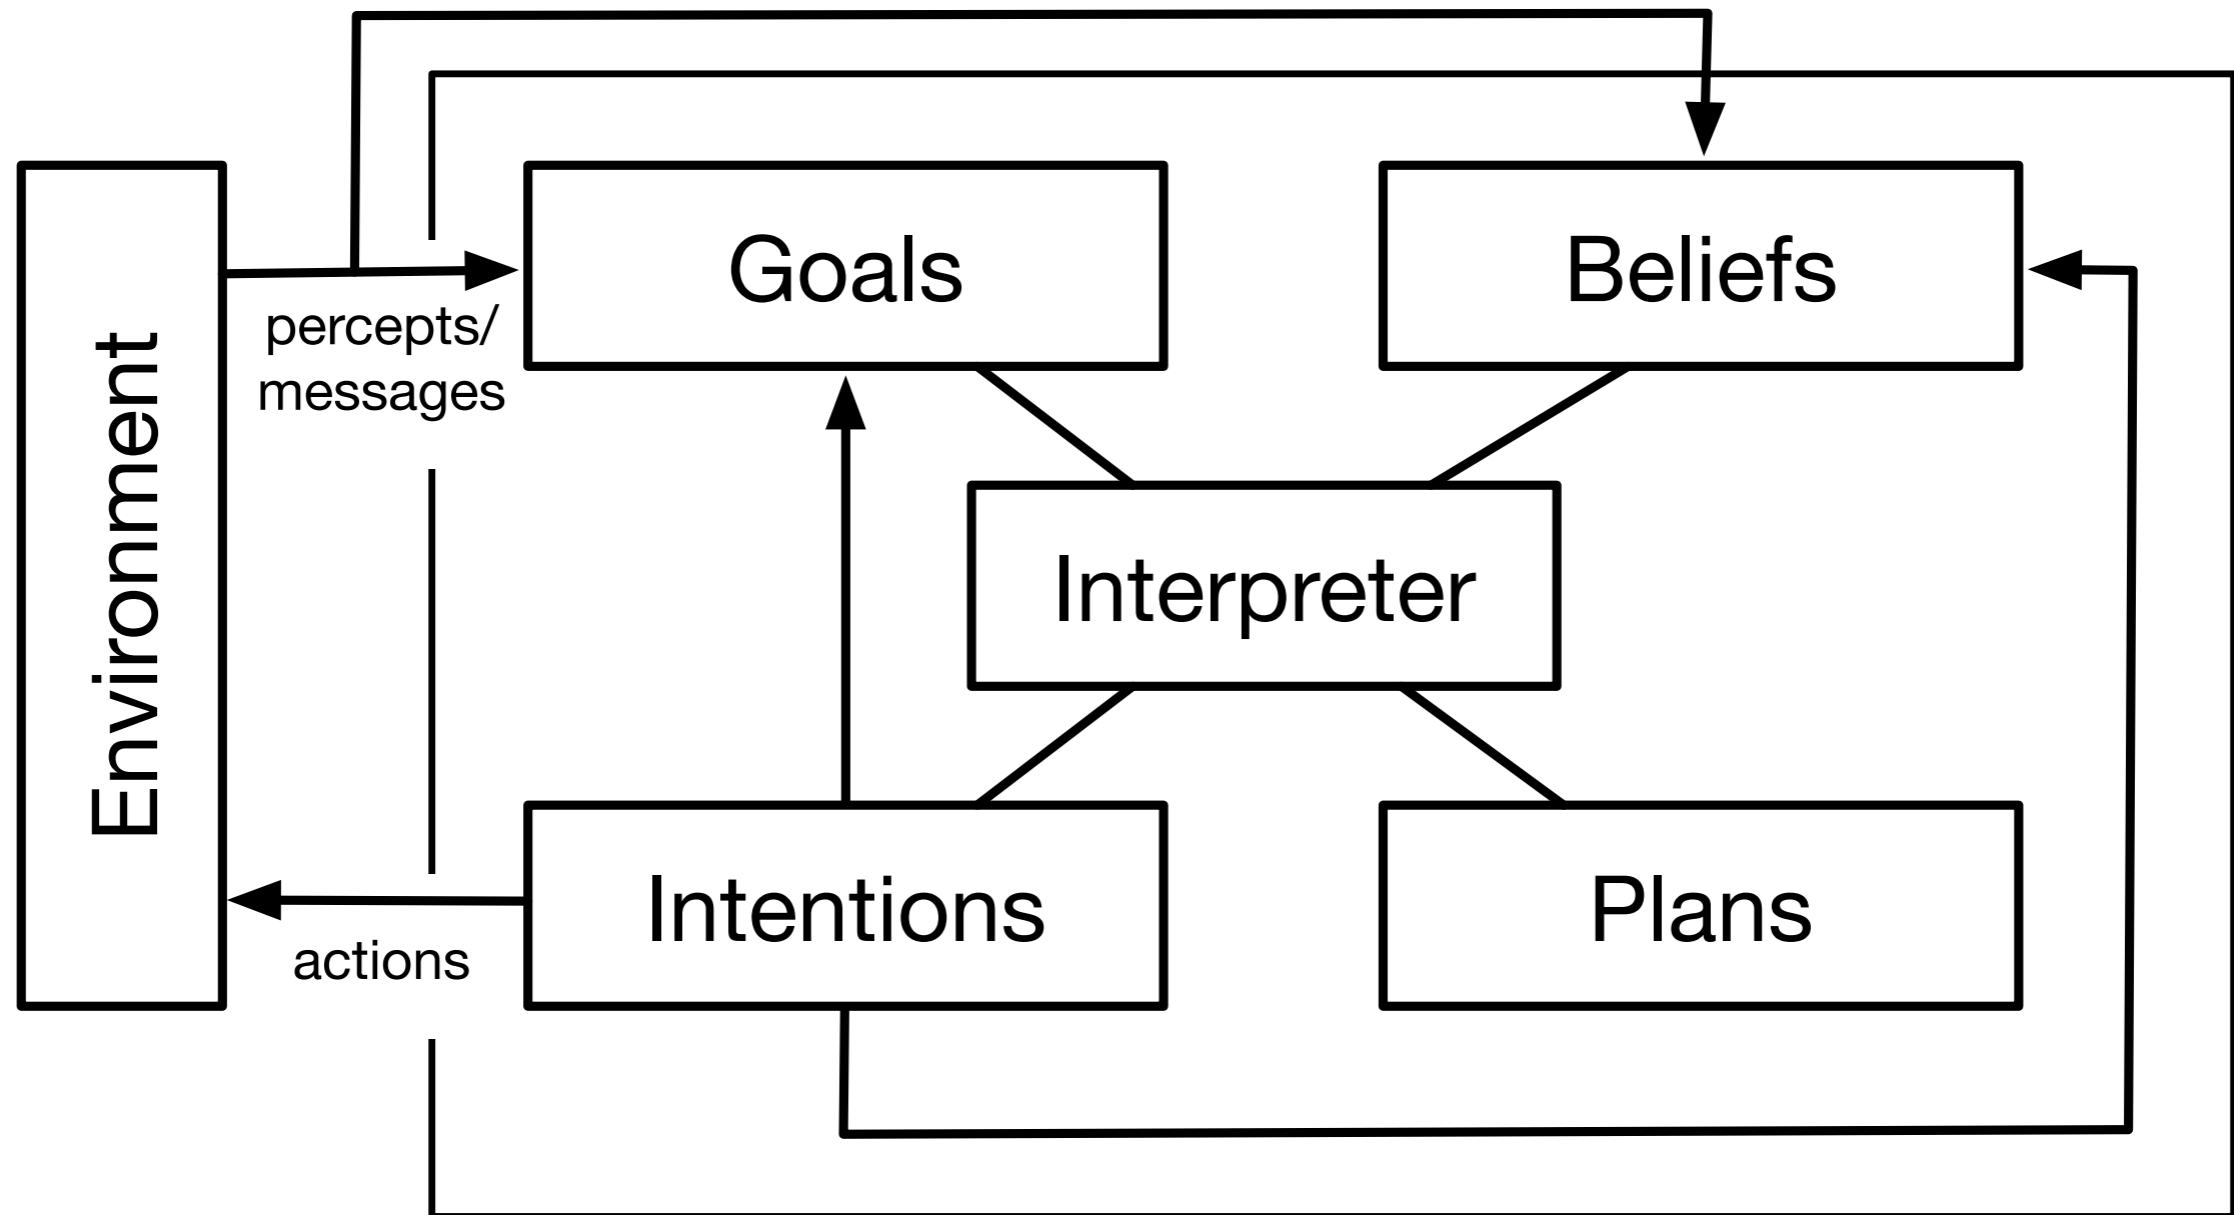 Environment
percepts/
messages
Goals
Beliefs
Interpreter
actions
Intentions
Plans